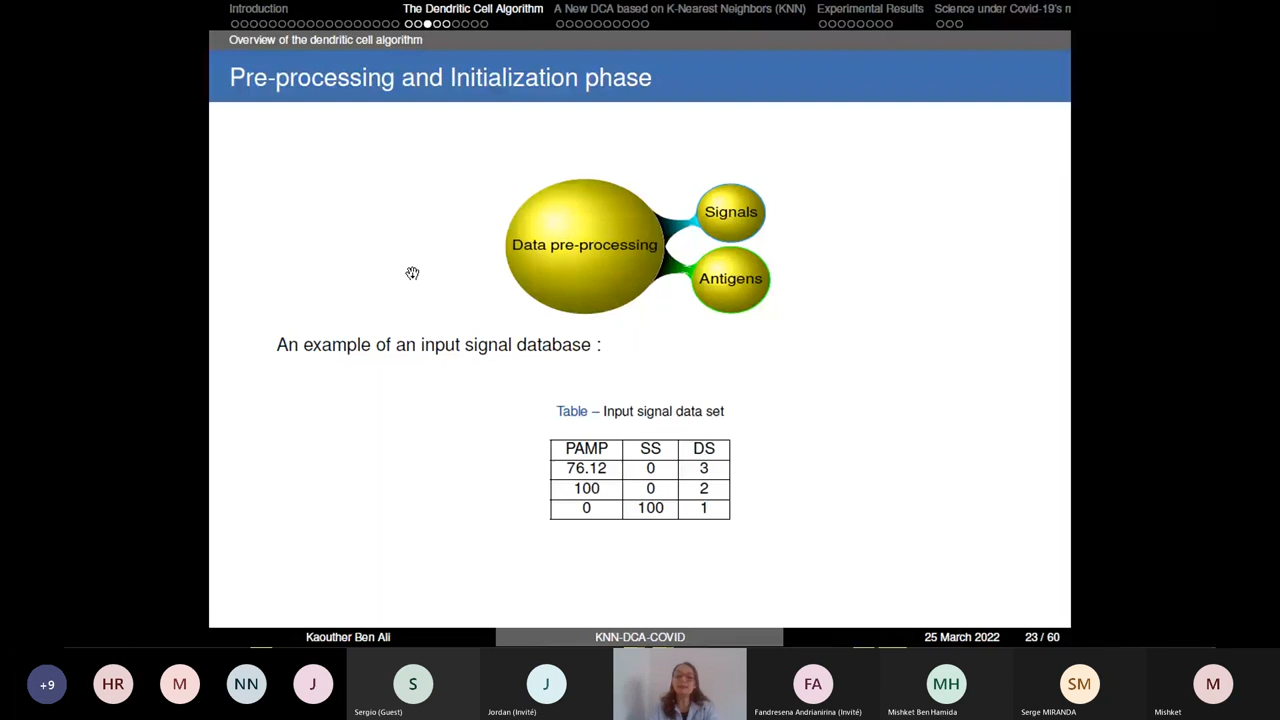 Introduction
The Dendritic Cell Algorithm
A New DCA based on K-Nearest Neighbors (KNN)
Experimental Results
Science under Covid-19's
Overview of the dendritic cell algorithm
Pre-processing and Initialization phase
Signals
Data pre-processing
Antigens
An example of an input signal database :
Table – Input signal data set
PAMP SS DS
76.12 0 3
100 0 2
0 100 1
Kaouther Ben Ali
KNN-DCA-COVID
25 March 2022
23 / 60
+9
HR
M
NN
J
S
J
FA
MH
SM
M
Sergio (Guest)
Jordan (Invité)
Fandresena Andrianirina (Invité)
Mishket Ben Hamida
Serge MIRANDA
Mishket